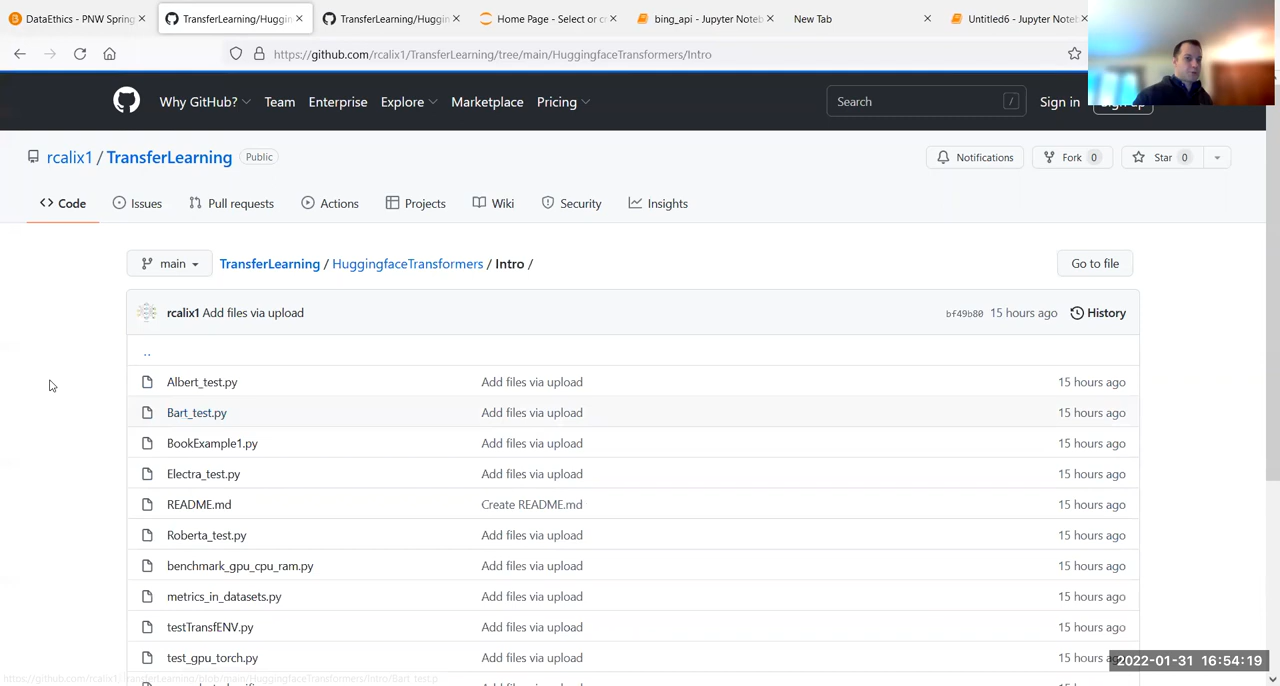 DataEthics - PNW Spring
TransferLearning/Huggin
TransferLearning/Huggin
Home Page - Select or c
bing_api - Jupyter Noteb
New Tab
Untitled6 - Jupyter Noteb
https://github.com/rcalix1/TransferLearning/tree/main/HuggingfaceTransformers/Intro
Why GitHub? Team Enterprise Explore Marketplace Pricing
Search /
Sign in
Sign up
rcalix1 / TransferLearning Public
Notifications Fork 0 Star 0
Code Issues Pull requests Actions Projects Wiki Security Insights
main TransferLearning / HuggingfaceTransformers / Intro / Go to file
rcalix1 Add files via upload bf49b80 15 hours ago History
..
Albert_test.py Add files via upload 15 hours ago
Bart_test.py Add files via upload 15 hours ago
BookExample1.py Add files via upload 15 hours ago
Electra_test.py Add files via upload 15 hours ago
README.md Create README.md 15 hours ago
Roberta_test.py Add files via upload 15 hours ago
benchmark_gpu_cpu_ram.py Add files via upload 15 hours ago
metrics_in_datasets.py Add files via upload 15 hours ago
testTransfENV.py Add files via upload 15 hours ago
test_gpu_torch.py Add files via upload 15 hours
2022-01-31 16:54:19